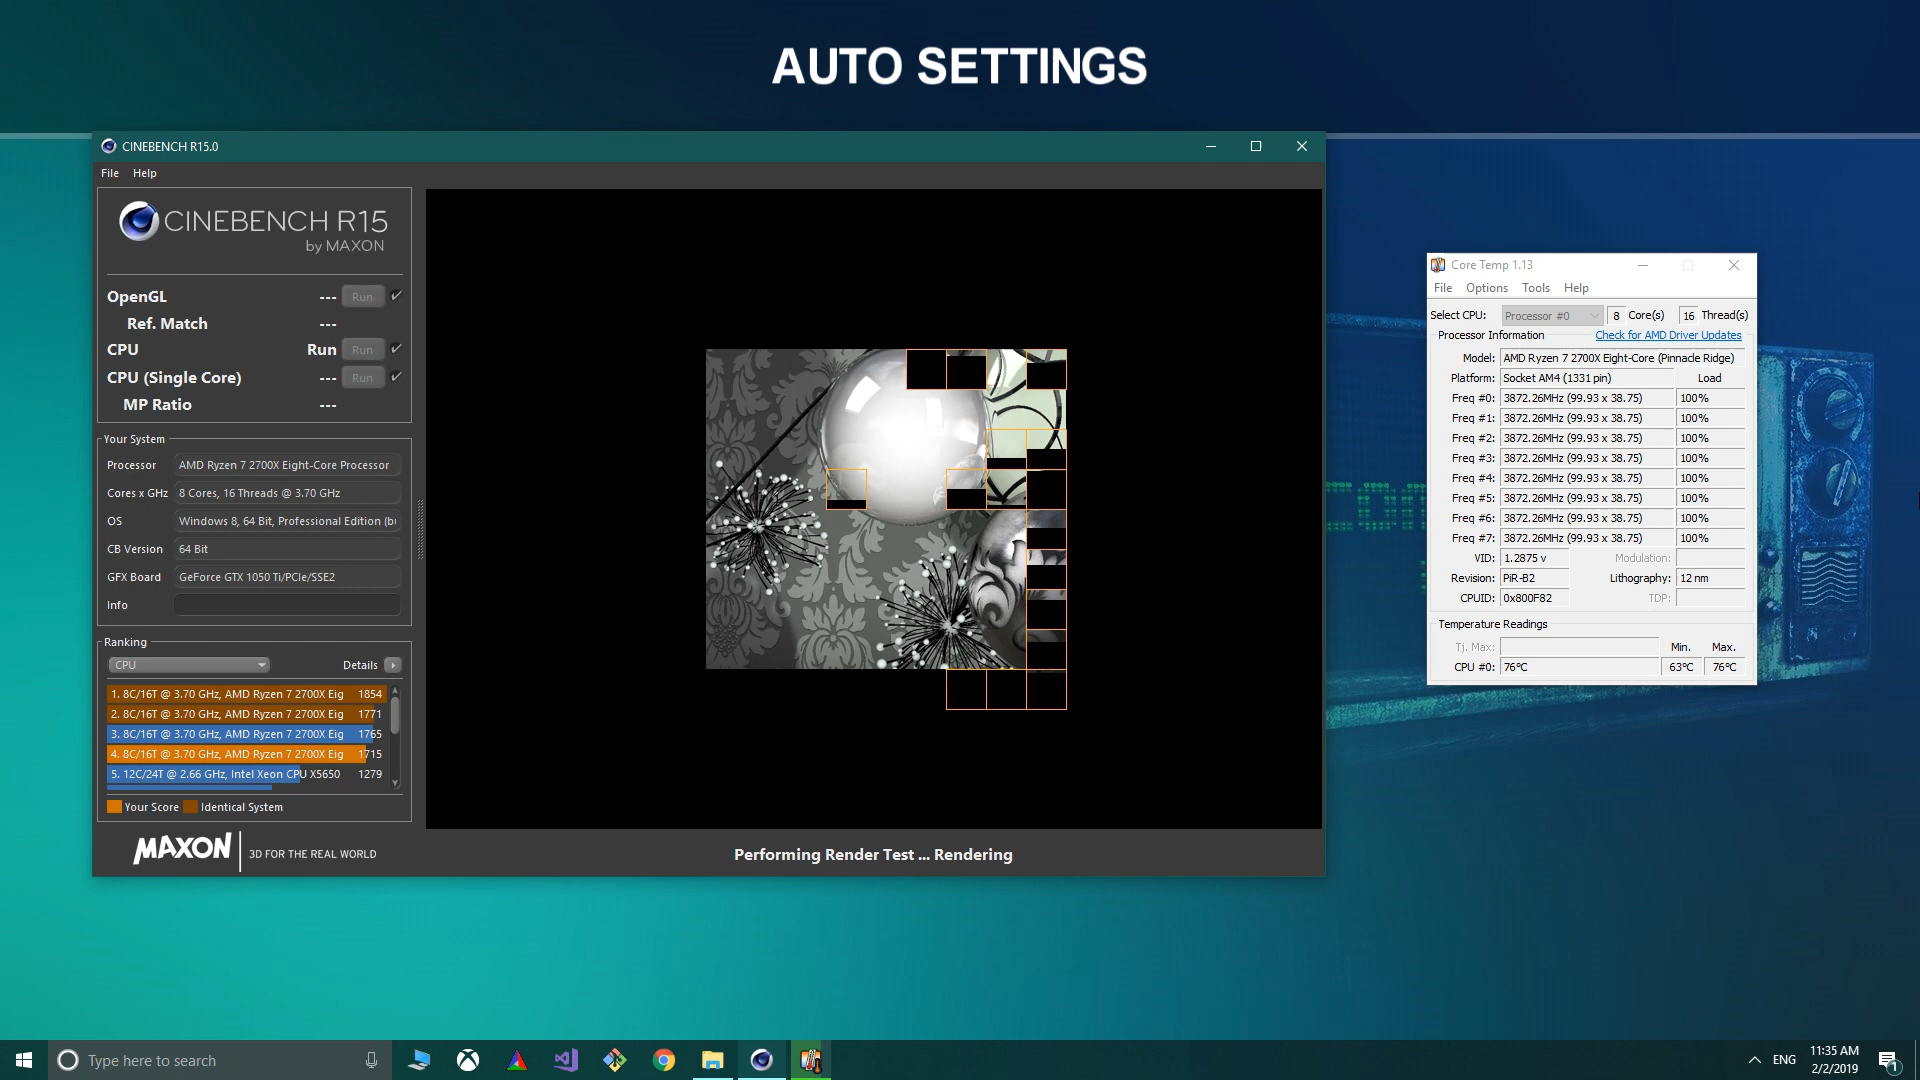 AUTO SETTINGS
CINEBENCH R15.0
File Help
CINEBENCH R15
by MAXON
OpenGL --- Run
Ref. Match ---
CPU Run Run
CPU (Single Core) --- Run
MP Ratio ---
Your System
Processor AMD Ryzen 7 2700X Eight-Core Processor
Cores x GHz 8 Cores, 16 Threads @ 3.70 GHz
OS Windows 8, 64 Bit, Professional Edition (b
CB Version 64 Bit
GFX Board GeForce GTX 1050 Ti/PCIe/SSE2
Info
Ranking
CPU Details
1. 8C/16T @ 3.70 GHz, AMD Ryzen 7 2700X Eig 1854
2. 8C/16T @ 3.70 GHz, AMD Ryzen 7 2700X Eig 1771
3. 8C/16T @ 3.70 GHz, AMD Ryzen 7 2700X Eig 1765
4. 8C/16T @ 3.70 GHz, AMD Ryzen 7 2700X Eig 1715
5. 12C/24T @ 2.66 GHz, Intel Xeon CPU X5650 1279
Your Score Identical System
MAXON 3D FOR THE REAL WORLD
Performing Render Test ... Rendering
Core Temp 1.13
File Options Tools Help
Select CPU: Processor #0 8 Core(s) 16 Thread(s)
Processor Information Check for AMD Driver Updates
Model: AMD Ryzen 7 2700X Eight-Core (Pinnacle Ridge)
Platform: Socket AM4 (1331 pin) Load
Freq #0: 3872.26MHz (99.93 x 38.75) 100%
Freq #1: 3872.26MHz (99.93 x 38.75) 100%
Freq #2: 3872.26MHz (99.93 x 38.75) 100%
Freq #3: 3872.26MHz (99.93 x 38.75) 100%
Freq #4: 3872.26MHz (99.93 x 38.75) 100%
Freq #5: 3872.26MHz (99.93 x 38.75) 100%
Freq #6: 3872.26MHz (99.93 x 38.75) 100%
Freq #7: 3872.26MHz (99.93 x 38.75) 100%
VID: 1.2875 v Modulation:
Revision: PiR-B2 Lithography: 12 nm
CPUID: 0x800F82 TDP:
Temperature Readings
Tj. Max: Min. Max.
CPU #0: 76°C 63°C 76°C
Type here to search
ENG 11:35 AM
2/2/2019
1